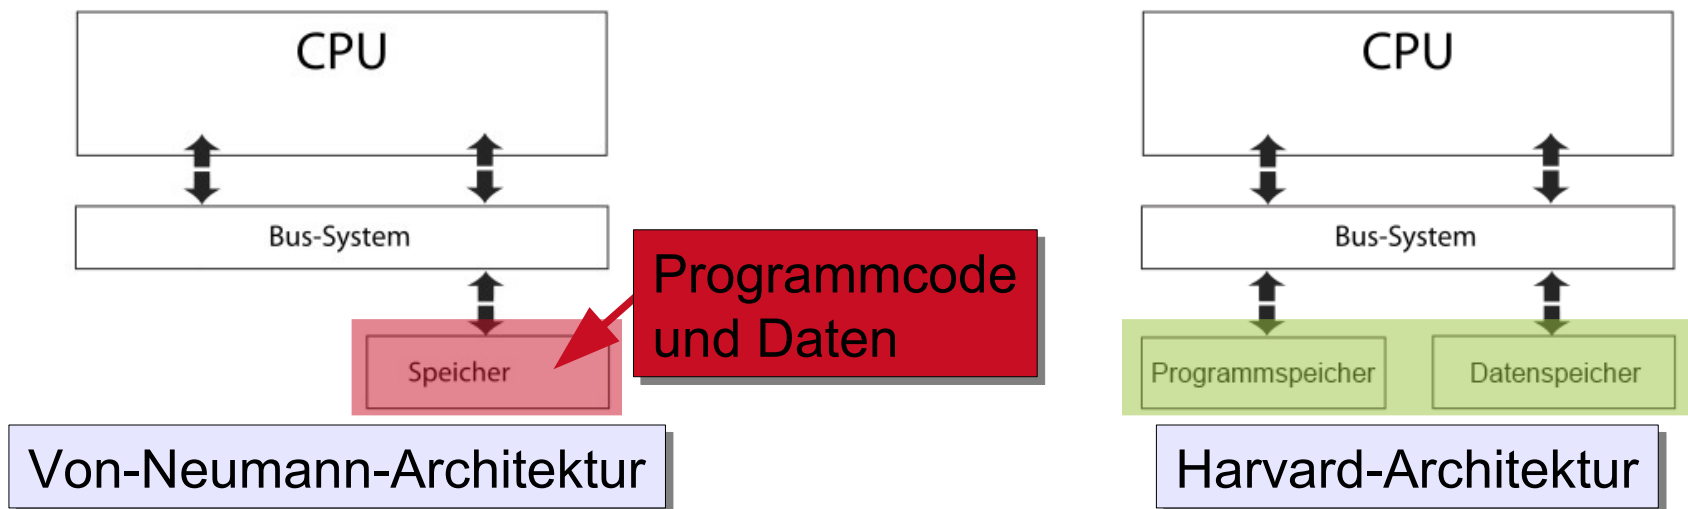 CPU
Bus-System
Speicher
Programmcode
und Daten
Von-Neumann-Architektur
CPU
Bus-System
Programmspeicher
Datenspeicher
Harvard-Architektur